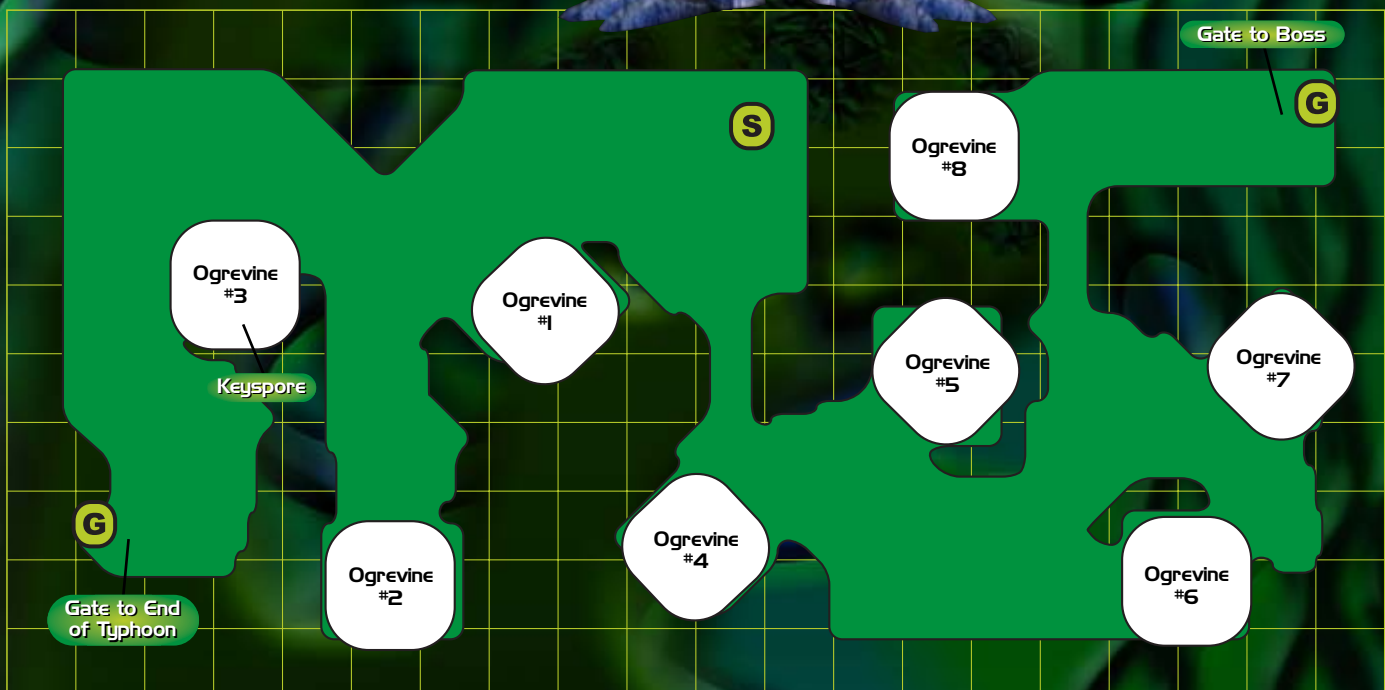 Gate to Boss
G
S
Ogrevine
#8
Ogrevine
#3
Ogrevine
#1
Ogrevine
#5
Ogrevine
#7
Keyspore
G
Ogrevine
#4
Ogrevine
#2
Ogrevine
#6
Gate to End
of Typhoon